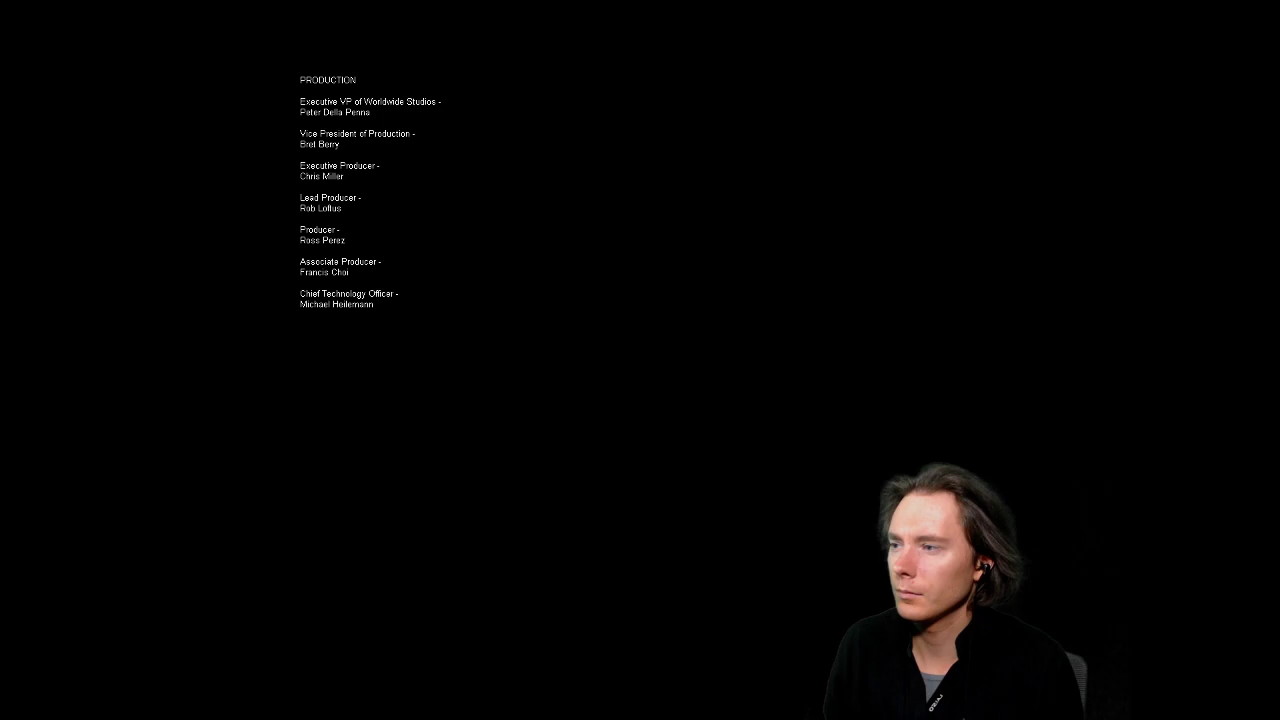 PRODUCTION
Executive VP of Worldwide Studios -
Peter Della Penna
Vice President of Production -
Bret Berry
Executive Producer -
Chris Miller
Lead Producer -
Rob Loftus
Producer -
Ross Perez
Associate Producer -
Francis Choi
Chief Technology Officer -
Michael Heilemann